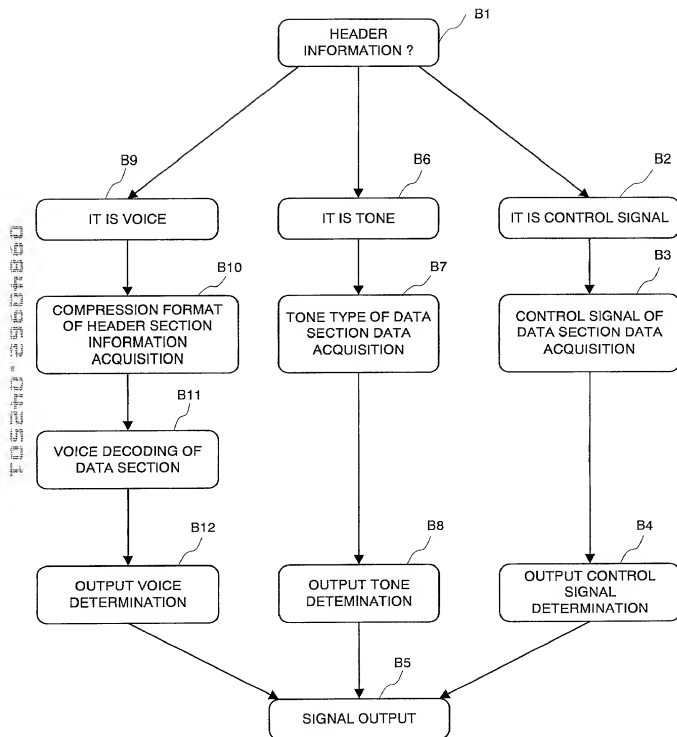 B1
HEADER
INFORMATION ?
B9
B6
B2
IT IS VOICE
IT IS TONE
IT IS CONTROL SIGNAL
B10
B7
B3
COMPRESSION FORMAT
OF HEADER SECTION
INFORMATION
ACQUISITION
TONE TYPE OF DATA
SECTION DATA
ACQUISITION
CONTROL SIGNAL OF
DATA SECTION DATA
ACQUISITION
B11
VOICE DECODING OF
DATA SECTION
B12
B8
B4
OUTPUT VOICE
DETERMINATION
OUTPUT TONE
DETEMINATION
OUTPUT CONTROL
SIGNAL
DETERMINATION
B5
SIGNAL OUTPUT